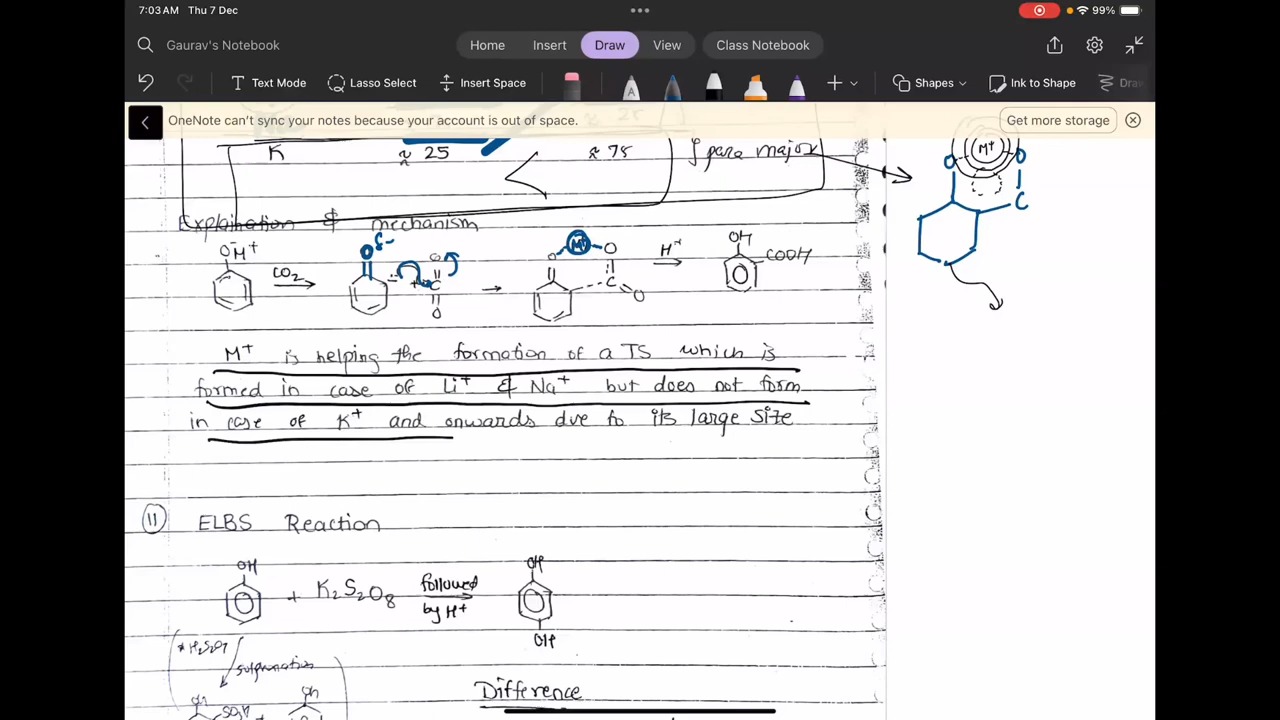 7:03 AM Thu 7 Dec
99%
Gaurav's Notebook
Home Insert Draw View Class Notebook
Text Mode Lasso Select Insert Space Shapes Ink to Shape
OneNote can't sync your notes because your account is out of space. Get more storage
K ≈ 25 ≈ 75 } para major
M+
O O
C
Explaination & mechanism
O⁻M⁺ CO2 O δ- O C O O M+ O C O O H+ OH COOH
M+ is helping the formation of a TS which is
formed in case of Li+ & Na+ but does not form
in case of K+ and onwards due to its large size
11 ELBS Reaction
OH + K2S2O8 followed by H+ OH OH
sulphonation
OH SO3H OH
Difference